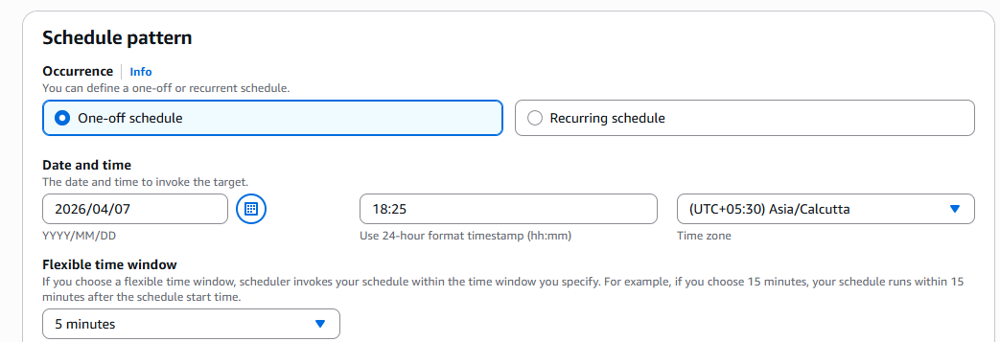 Schedule pattern
Occurrence | Info
You can define a one-off or recurrent schedule.
One-off schedule
Recurring schedule
Date and time
The date and time to invoke the target.
2026/04/07
18:25
(UTC+05:30) Asia/Calcutta
YYYY/MM/DD
Use 24-hour format timestamp (hh:mm)
Time zone
Flexible time window
If you choose a flexible time window, scheduler invokes your schedule within the time window you specify. For example, if you choose 15 minutes, your schedule runs within 15
minutes after the schedule start time.
5 minutes